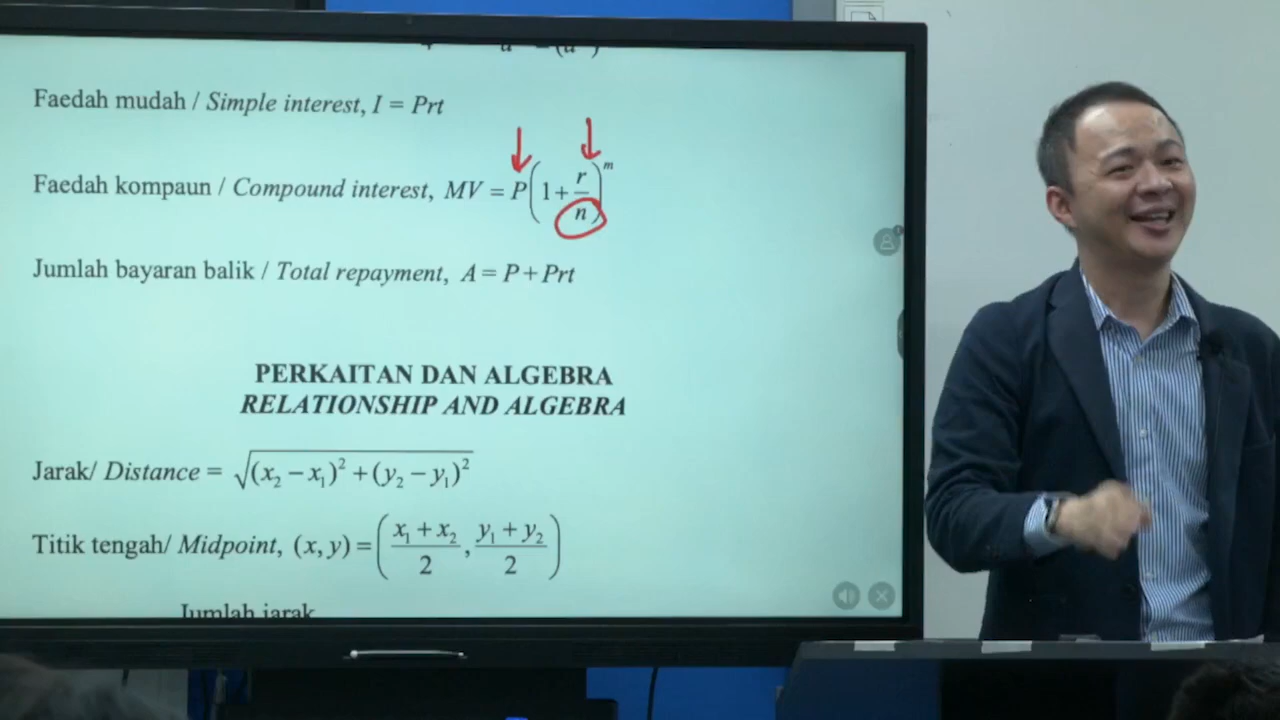 Faedah mudah / Simple interest, I = Prt
Faedah kompaun / Compound interest, MV = P(1 + r/n)^m
Jumlah bayaran balik / Total repayment, A = P + Prt
PERKAITAN DAN ALGEBRA
RELATIONSHIP AND ALGEBRA
Jarak/ Distance = √((x₂ − x₁)² + (y₂ − y₁)²)
Titik tengah/ Midpoint, (x, y) = ((x₁ + x₂)/2, (y₁ + y₂)/2)
Jumlah jarak